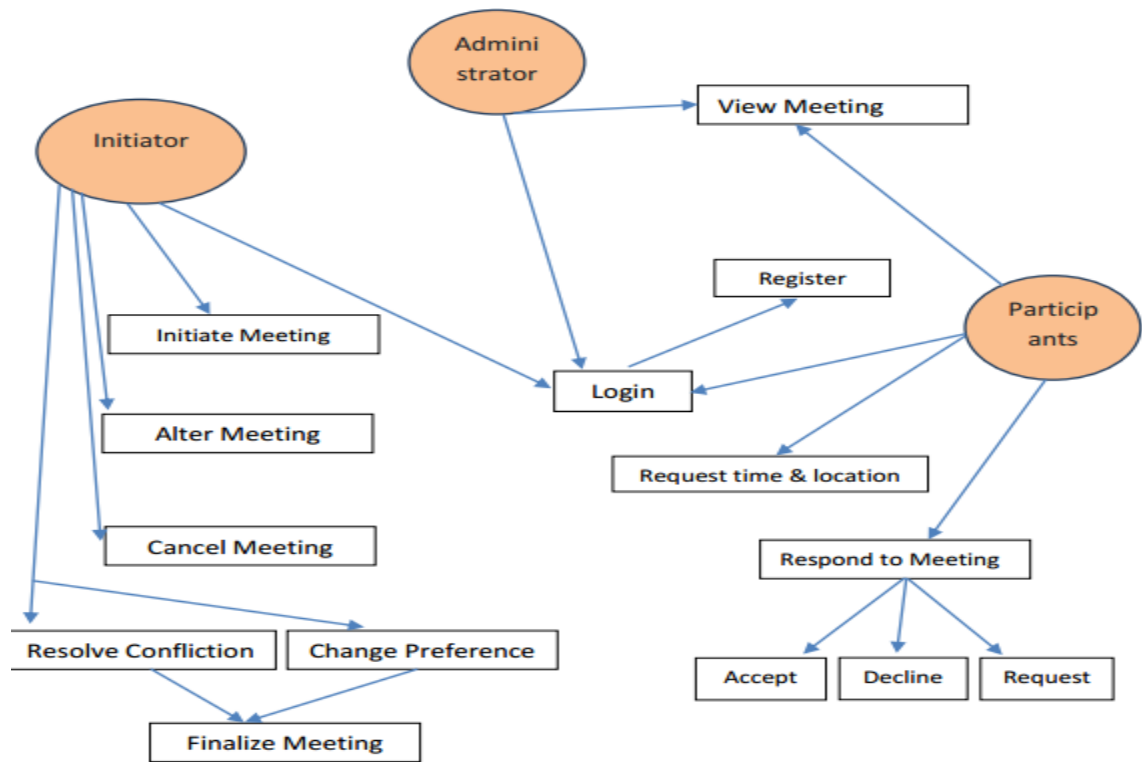 Admini
strator
View Meeting
Initiator
Register
Particip
ants
Initiate Meeting
Login
Alter Meeting
Request time & location
Cancel Meeting
Respond to Meeting
Resolve Confliction
Change Preference
Accept
Decline
Request
Finalize Meeting